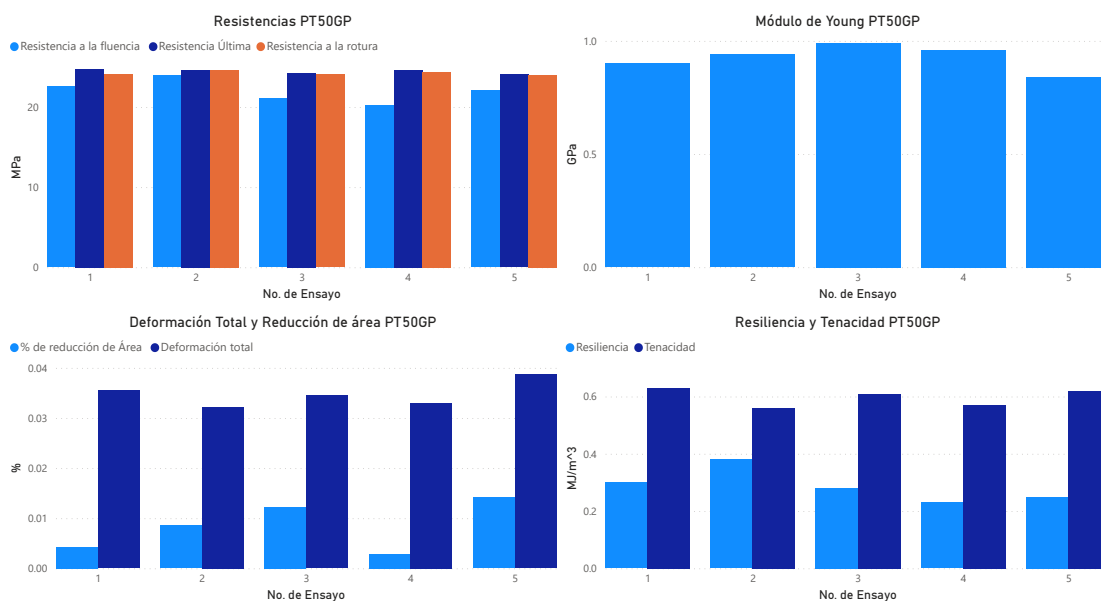 Resistencias PT50GP
Resistencia a la fluencia Resistencia Última Resistencia a la rotura
20
10
0
MPa
1 2 3 4 5
No. de Ensayo
Módulo de Young PT50GP
1.0
0.5
0.0
GPa
1 2 3 4 5
No. de Ensayo
Deformación Total y Reducción de área PT50GP
% de reducción de Área Deformación total
0.04
0.03
0.02
0.01
0.00
%
1 2 3 4 5
No. de Ensayo
Resiliencia y Tenacidad PT50GP
Resiliencia Tenacidad
0.6
0.4
0.2
0.0
MJ/m^3
1 2 3 4 5
No. de Ensayo